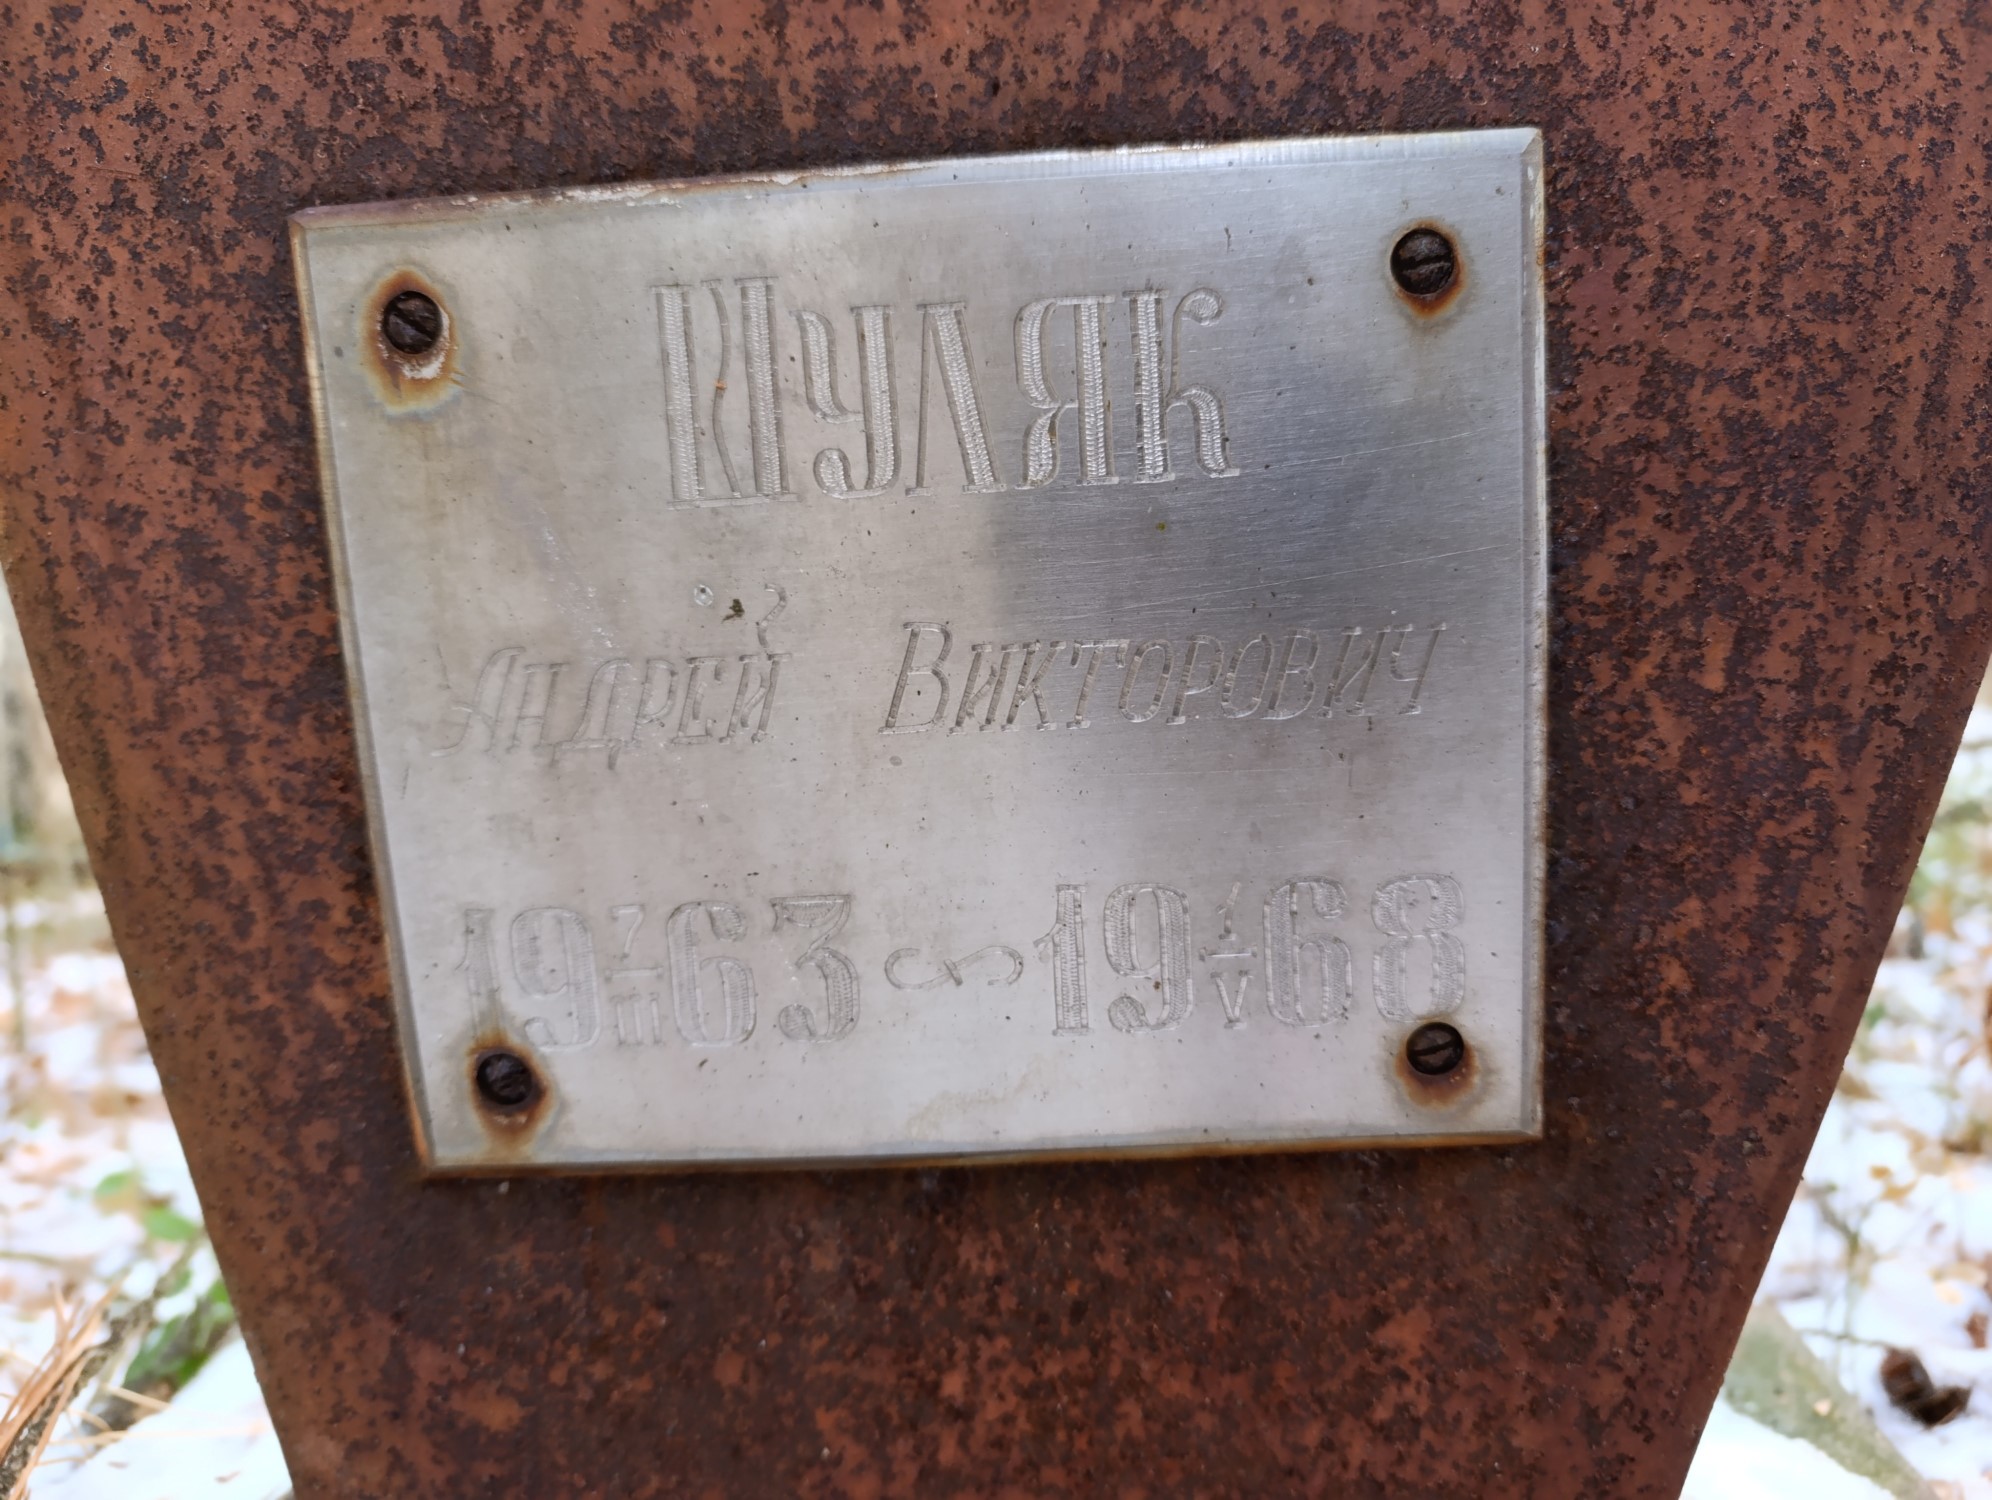 Шуляк
Андрей Викторович
19 7/III 63 ~ 19 1/V 68